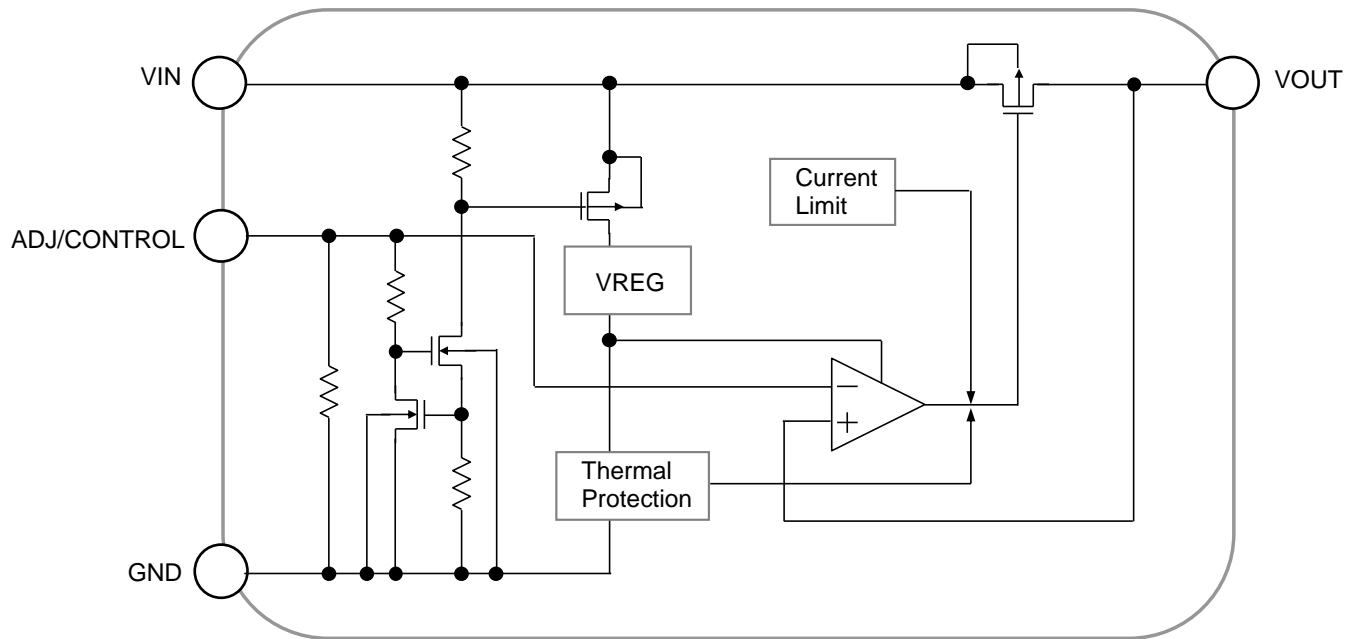 VIN
VOUT
Current
Limit
ADJ/CONTROL
VREG
Thermal
Protection
GND